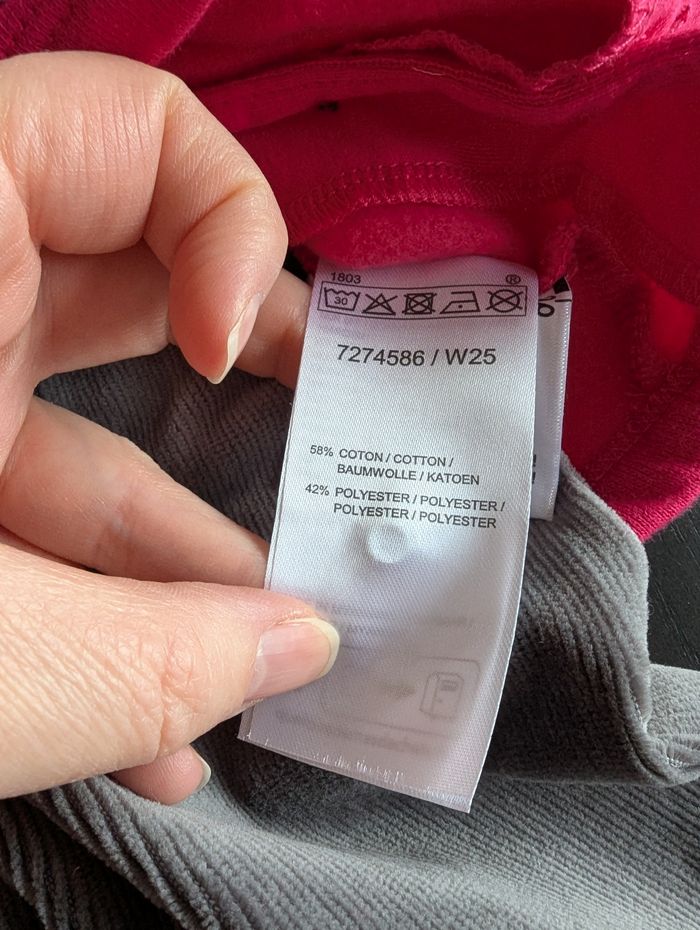 1803 ®
30
7274586 / W25
58% COTON / COTTON /
BAUMWOLLE / KATOEN
42% POLYESTER / POLYESTER /
POLYESTER / POLYESTER